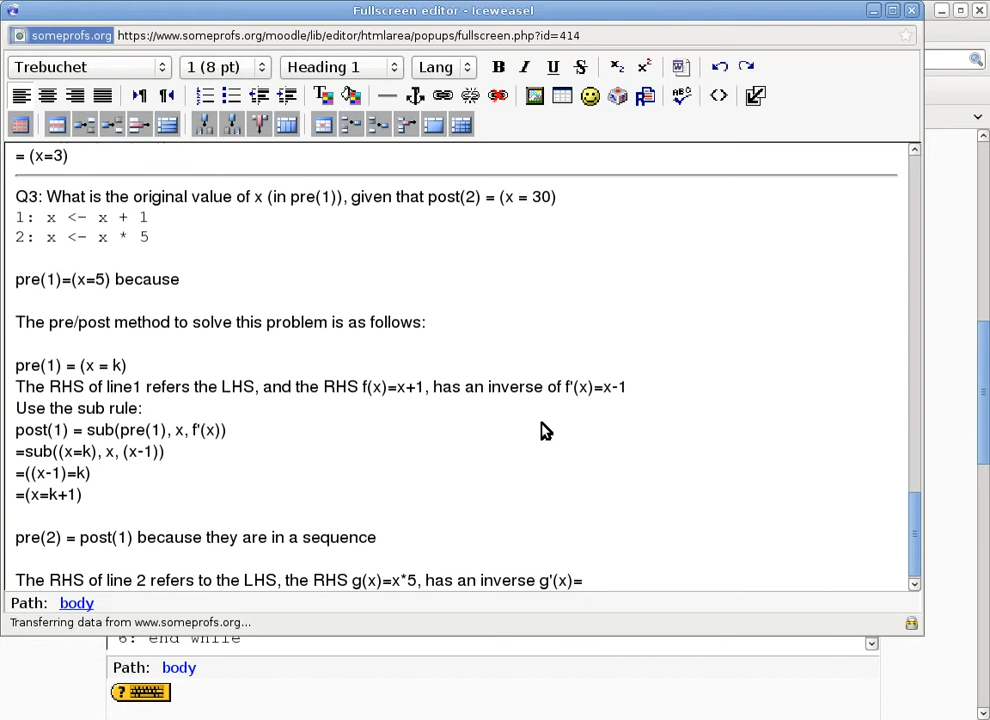 Fullscreen editor - Iceweasel
someprofs.org https://www.someprofs.org/moodle/lib/editor/htmlarea/popups/fullscreen.php?id=414
Trebuchet 1 (8 pt) Heading 1 Lang B I U S
= (x=3)
Q3: What is the original value of x (in pre(1)), given that post(2) = (x = 30)
1: x <- x + 1
2: x <- x * 5
pre(1)=(x=5) because
The pre/post method to solve this problem is as follows:
pre(1) = (x = k)
The RHS of line1 refers the LHS, and the RHS f(x)=x+1, has an inverse of f'(x)=x-1
Use the sub rule:
post(1) = sub(pre(1), x, f'(x))
=sub((x=k), x, (x-1))
=((x-1)=k)
=(x=k+1)
pre(2) = post(1) because they are in a sequence
The RHS of line 2 refers to the LHS, the RHS g(x)=x*5, has an inverse g'(x)=
Path: body
Transferring data from www.someprofs.org...
6: end while
Path: body
?